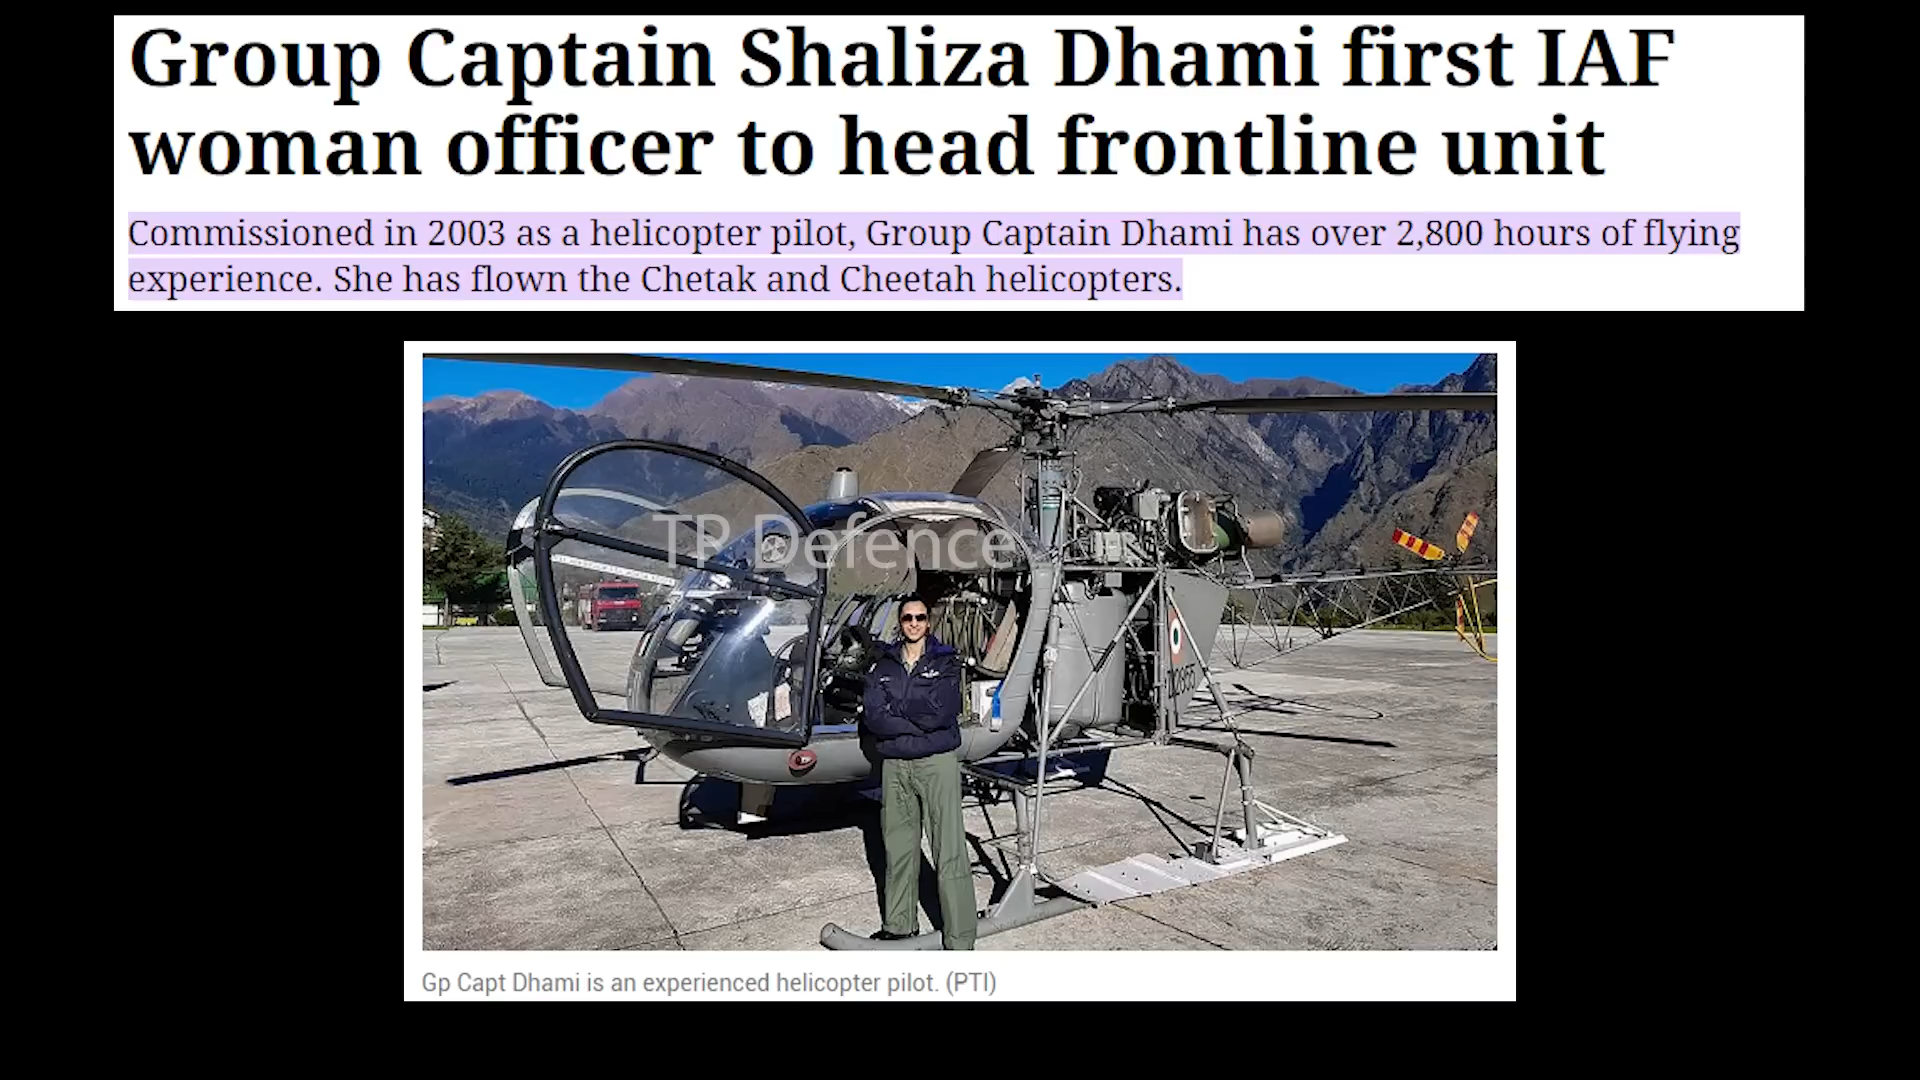 Group Captain Shaliza Dhami first IAF
woman officer to head frontline unit
Commissioned in 2003 as a helicopter pilot, Group Captain Dhami has over 2,800 hours of flying
experience. She has flown the Chetak and Cheetah helicopters.
TP Defence
Gp Capt Dhami is an experienced helicopter pilot. (PTI)